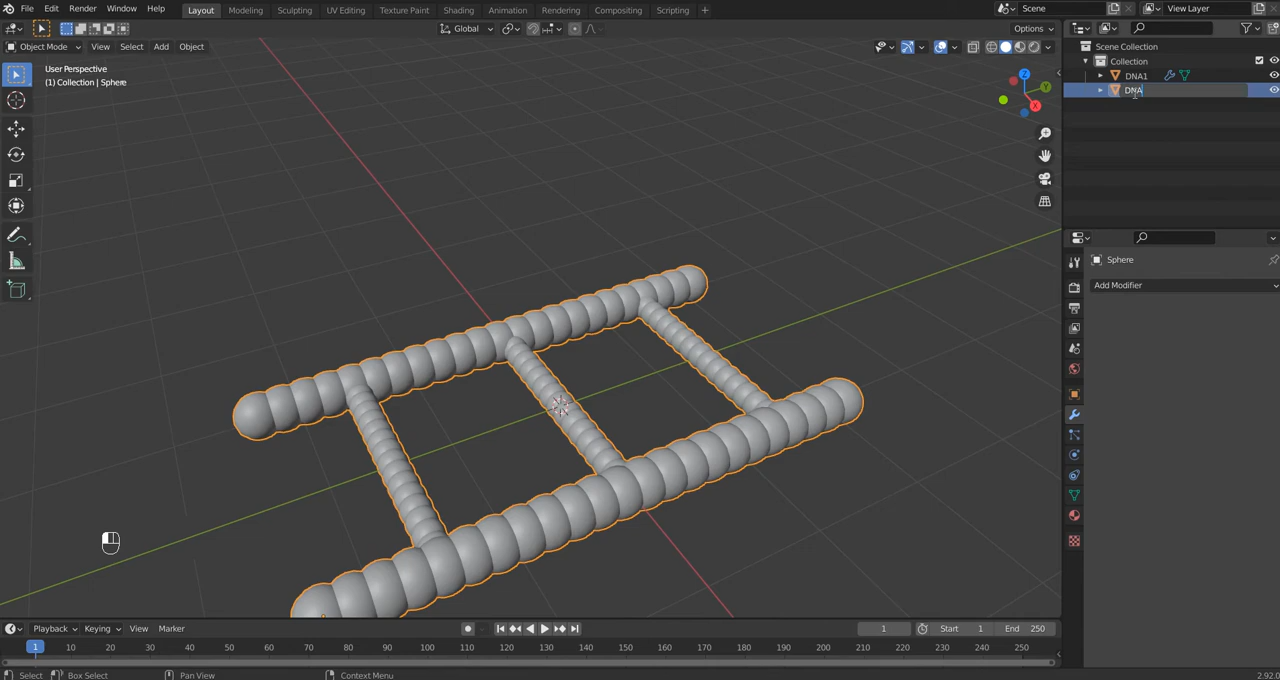 File Edit Render Window Help Layout Modeling Sculpting UV Editing Texture Paint Shading Animation Rendering Compositing Scripting Scene View Layer
Global Options
Object Mode View Select Add Object
User Perspective
(1) Collection | Sphere
Z
Y
X
Scene Collection
Collection
DNA1
DNA
Sphere
Add Modifier
Playback Keying View Marker 1 Start 1 End 250
1 10 20 30 40 50 60 70 80 90 100 110 120 130 140 150 160 170 180 190 200 210 220 230 240 250
Select Box Select Pan View Context Menu 2.92.0